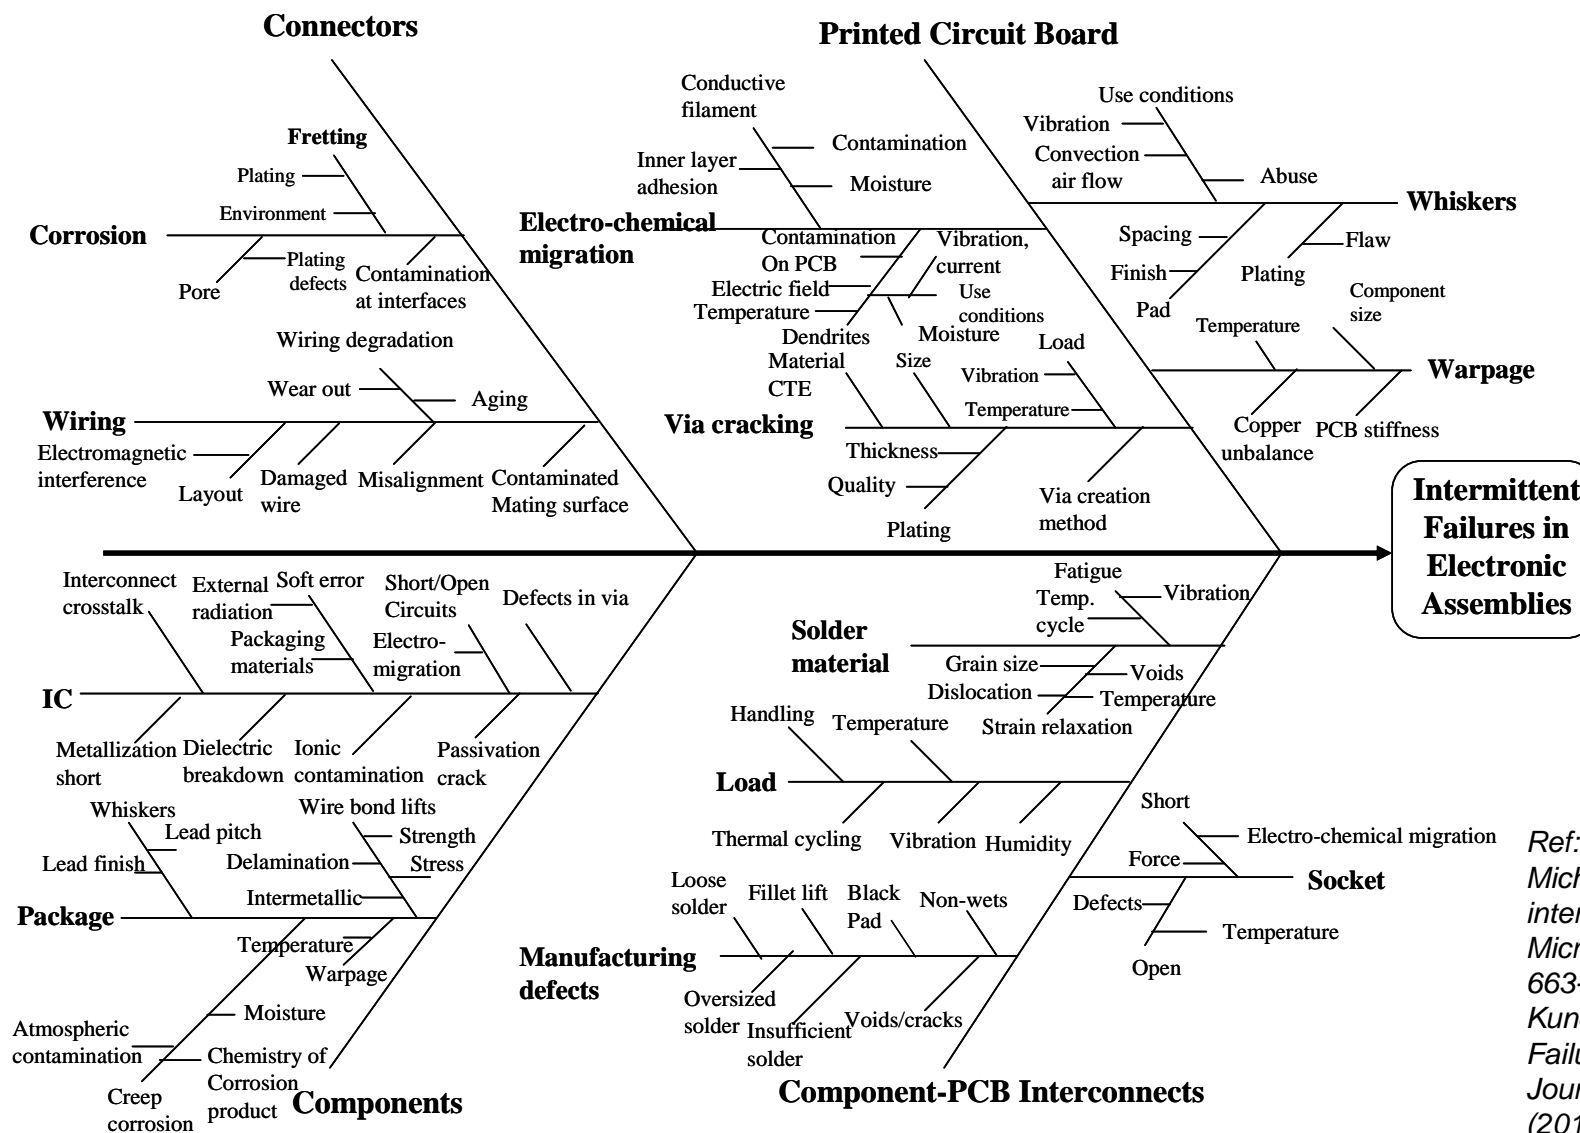 Connectors
Printed Circuit Board
Fretting
Plating
Environment
Corrosion
Pore
Plating
defects
Contamination
at interfaces
Wiring degradation
Wear out
Aging
Wiring
Electromagnetic
interference
Layout
Damaged
wire
Misalignment
Contaminated
Mating surface
Conductive
filament
Contamination
Inner layer
adhesion
Moisture
Electro-chemical
migration
Contamination
On PCB
Electric field
Temperature
Dendrites
Vibration,
current
Use
conditions
Moisture
Material
CTE
Size
Load
Vibration
Temperature
Via cracking
Thickness
Quality
Plating
Via creation
method
Use conditions
Vibration
Convection
air flow
Abuse
Whiskers
Spacing
Finish
Pad
Flaw
Plating
Component
size
Temperature
Warpage
Copper
unbalance
PCB stiffness
Intermittent
Failures in
Electronic
Assemblies
Interconnect
crosstalk
External
radiation
Soft error
Packaging
materials
Short/Open
Circuits
Electro-
migration
Defects in via
IC
Metallization
short
Dielectric
breakdown
Ionic
contamination
Passivation
crack
Whiskers
Lead pitch
Lead finish
Wire bond lifts
Strength
Delamination
Stress
Intermetallic
Package
Temperature
Warpage
Moisture
Atmospheric
contamination
Chemistry of
Corrosion
product
Creep
corrosion
Components
Fatigue
Temp.
cycle
Vibration
Solder
material
Grain size
Voids
Dislocation
Temperature
Strain relaxation
Handling
Temperature
Load
Thermal cycling
Vibration
Humidity
Short
Electro-chemical migration
Force
Socket
Defects
Temperature
Open
Loose
solder
Fillet lift
Black
Pad
Non-wets
Manufacturing
defects
Oversized
solder
Insufficient
solder
Voids/cracks
Component-PCB Interconnects
Ref:
Mich
inter
Micr
663-
Kund
Failu
Jour
(201